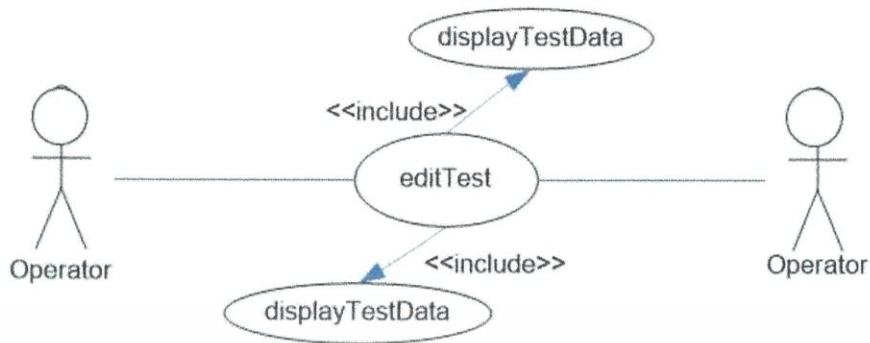 displayTestData
<<include>>
editTest
Operator
Operator
<<include>>
displayTestData